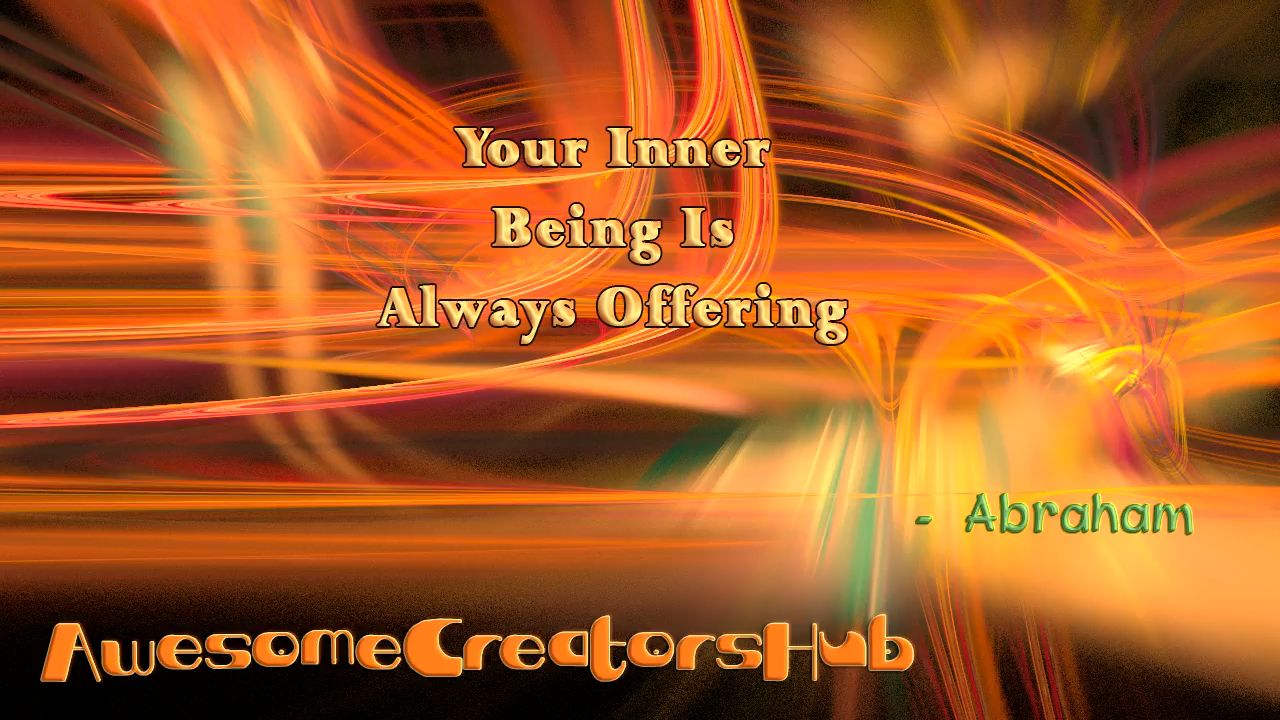 Your Inner
Being Is
Always Offering
- Abraham
AwesomeCreatorsHub